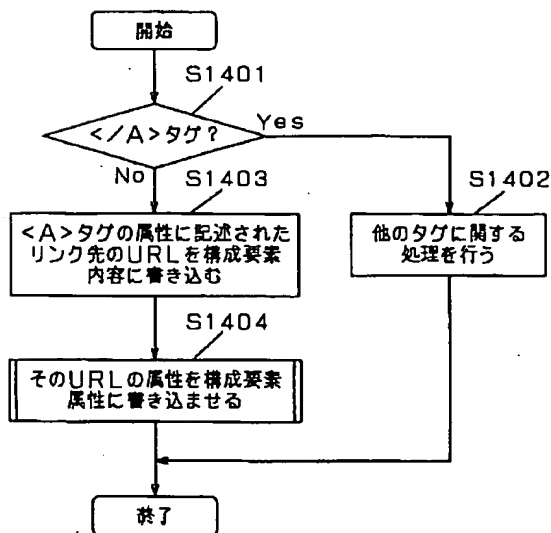 開始
S1401
</A>タグ?
Yes
No
S1403
S1402
<A>タグの属性に記述された
リンク先のURLを構成要素
内容に書き込む
他のタグに関する
処理を行う
S1404
そのURLの属性を構成要素
属性に書き込ませる
終了